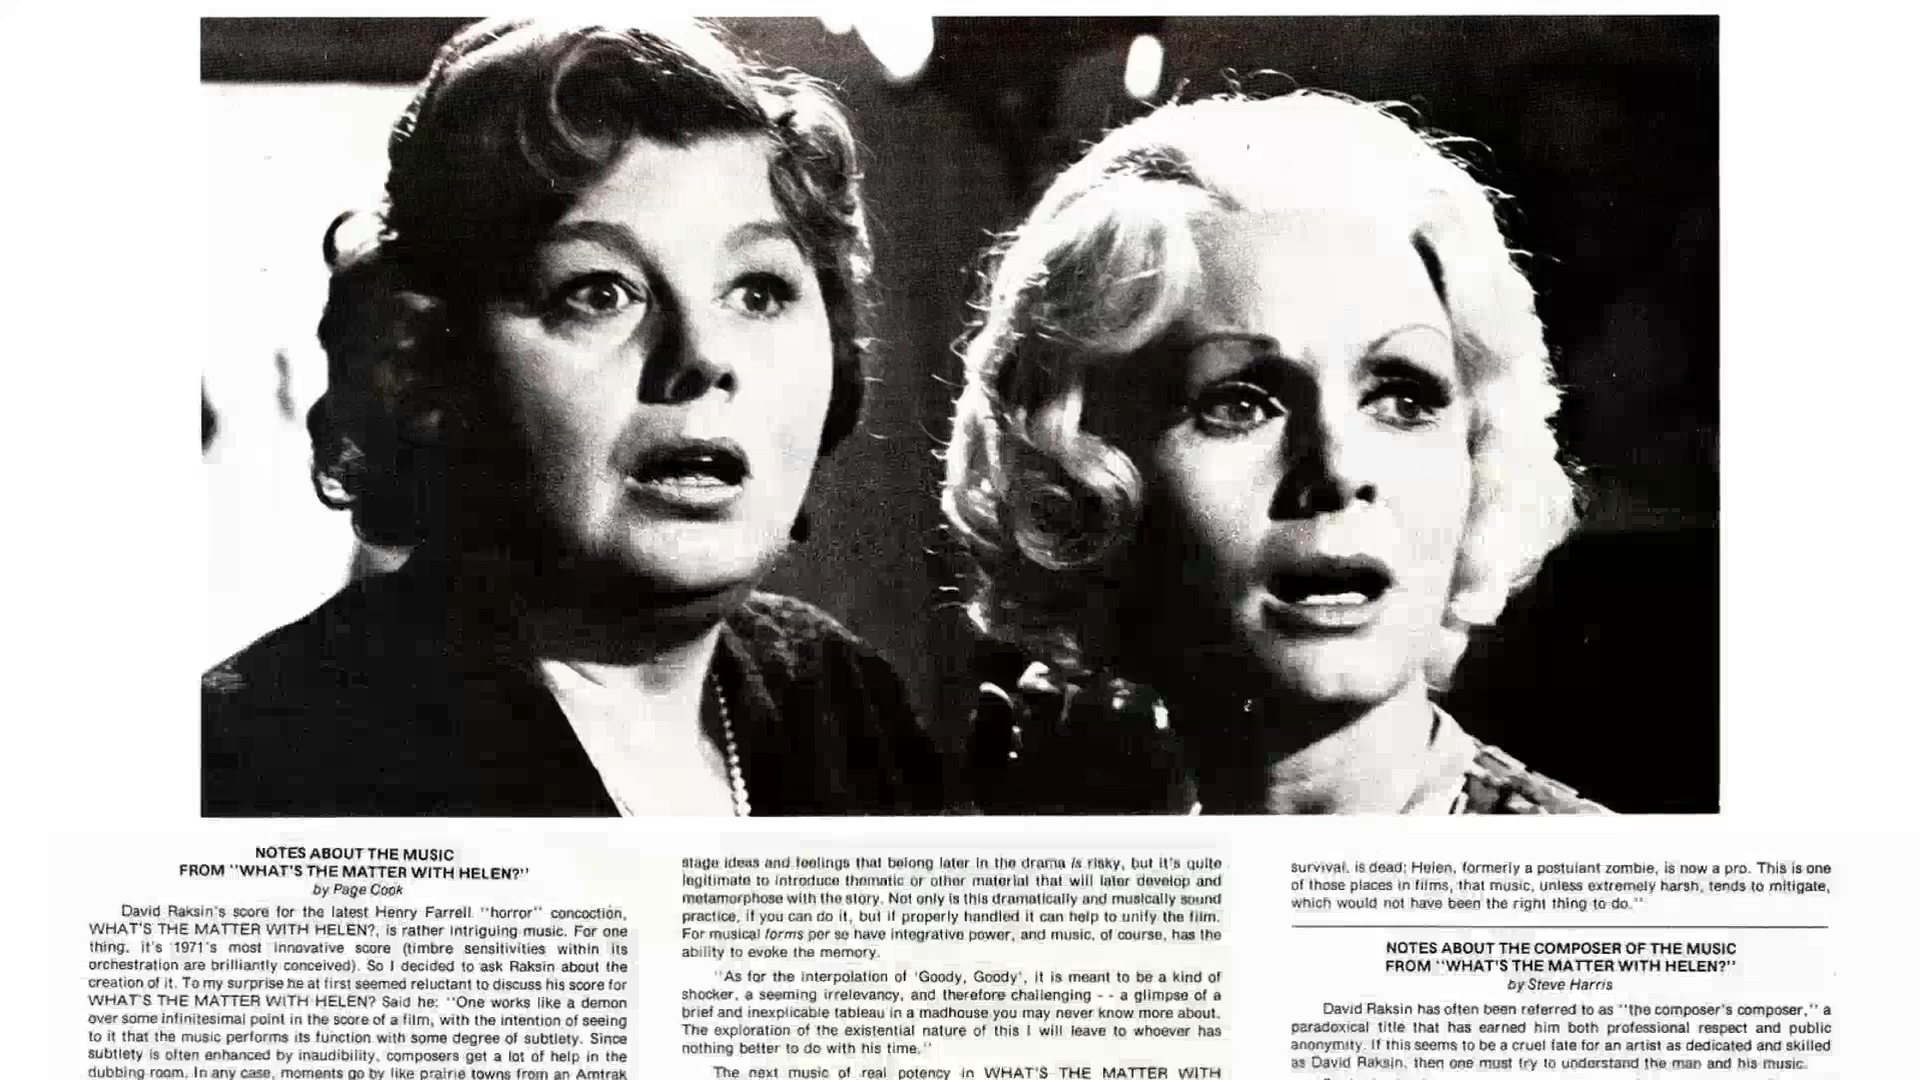 NOTES ABOUT THE MUSIC
FROM "WHAT'S THE MATTER WITH HELEN?"
by Page Cook
David Raksin's score for the latest Henry Farrell "horror" concoction,
WHAT'S THE MATTER WITH HELEN?, is rather intriguing music. For one
thing, it's 1971's most innovative score (timbre sensitivities within its
orchestration are brilliantly conceived). So I decided to ask Raksin about the
creation of it. To my surprise he at first seemed reluctant to discuss his score for
WHAT'S THE MATTER WITH HELEN? Said he: "One works like a demon
over some infinitesimal point in the score of a film, with the intention of seeing
to it that the music performs its function with some degree of subtlety. Since
subtlety is often enhanced by inaudibility, composers get a lot of help in the
dubbing room. In any case, moments go by like prairie towns from an Amtrak
stage ideas and feelings that belong later in the drama is risky, but it's quite
legitimate to introduce thematic or other material that will later develop and
metamorphose with the story. Not only is this dramatically and musically sound
practice, if you can do it, but if properly handled it can help to unify the film.
For musical forms per se have integrative power, and music, of course, has the
ability to evoke the memory.
"As for the interpolation of 'Goody, Goody', it is meant to be a kind of
shocker, a seeming irrelevancy, and therefore challenging - - a glimpse of a
brief and inexplicable tableau in a madhouse you may never know more about.
The exploration of the existential nature of this I will leave to whoever has
nothing better to do with his time."
The next music of real potency in WHAT'S THE MATTER WITH
survival, is dead; Helen, formerly a postulant zombie, is now a pro. This is one
of those places in films, that music, unless extremely harsh, tends to mitigate,
which would not have been the right thing to do."
NOTES ABOUT THE COMPOSER OF THE MUSIC
FROM "WHAT'S THE MATTER WITH HELEN?"
by Steve Harris
David Raksin has often been referred to as "the composer's composer," a
paradoxical title that has earned him both professional respect and public
anonymity. If this seems to be a cruel fate for an artist as dedicated and skilled
as David Raksin, then one must try to understand the man and his music.